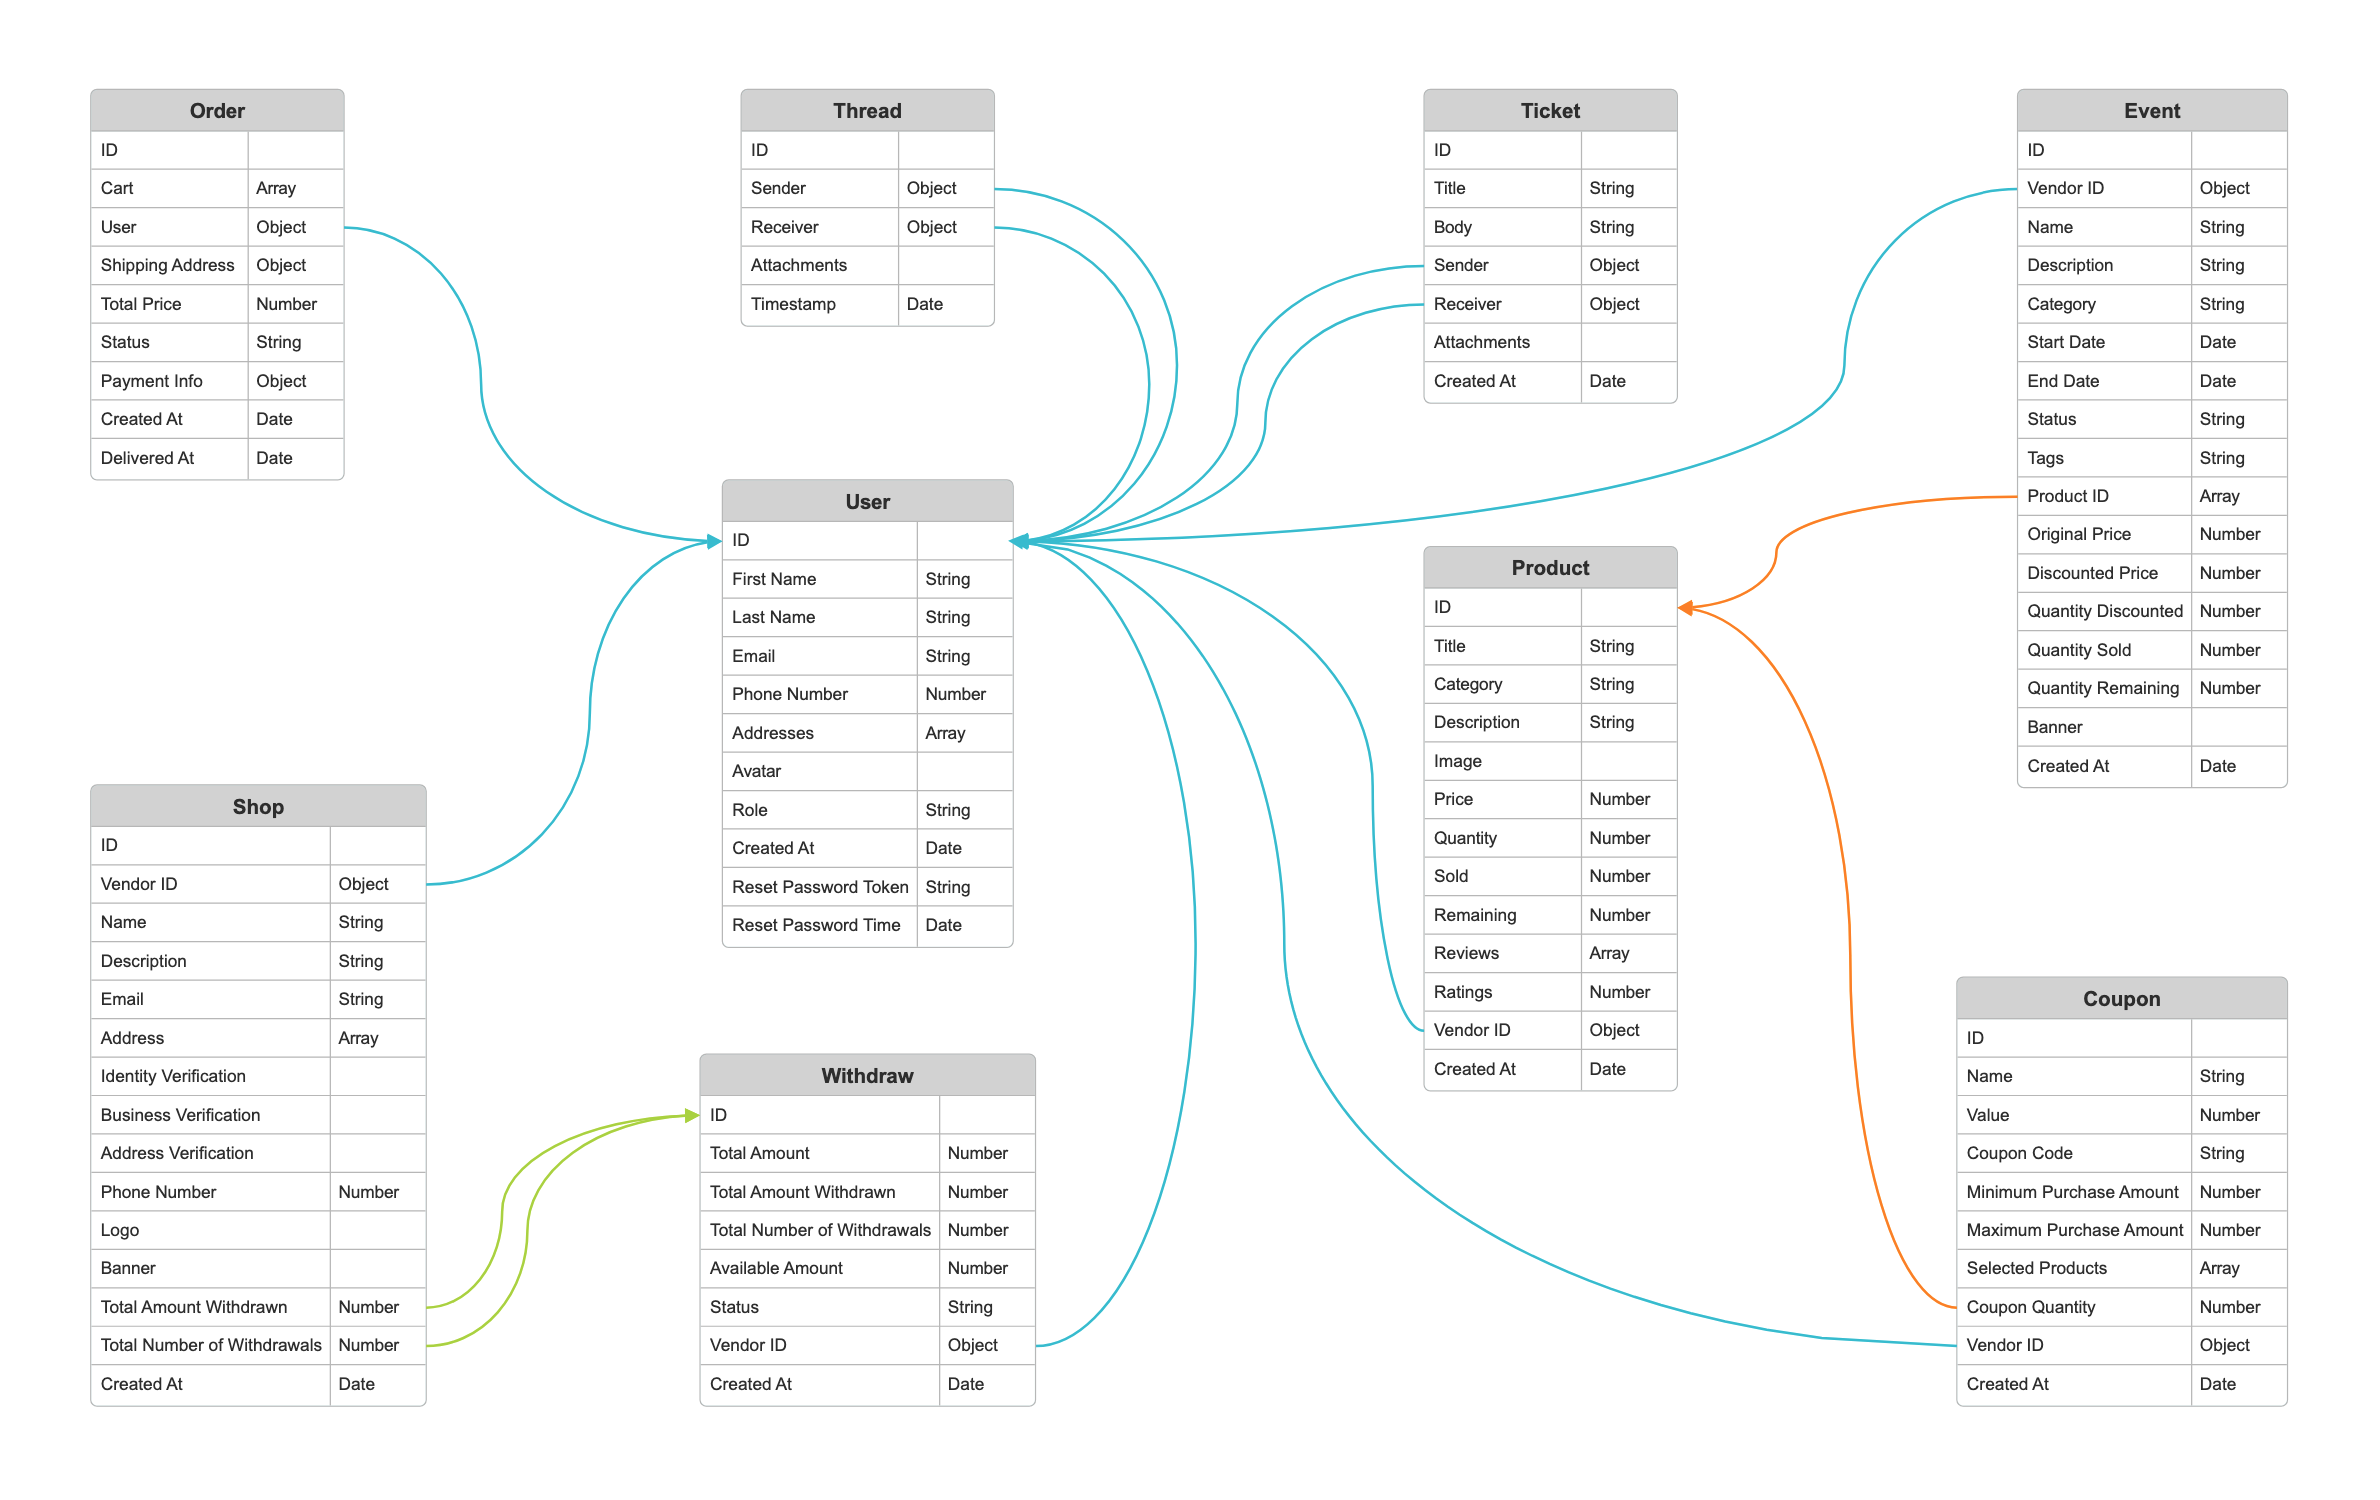 Order
ID
Cart Array
User Object
Shipping Address Object
Total Price Number
Status String
Payment Info Object
Created At Date
Delivered At Date
Thread
ID
Sender Object
Receiver Object
Attachments
Timestamp Date
Ticket
ID
Title String
Body String
Sender Object
Receiver Object
Attachments
Created At Date
Event
ID
Vendor ID Object
Name String
Description String
Category String
Start Date Date
End Date Date
Status String
Tags String
Product ID Array
Original Price Number
Discounted Price Number
Quantity Discounted Number
Quantity Sold Number
Quantity Remaining Number
Banner
Created At Date
User
ID
First Name String
Last Name String
Email String
Phone Number Number
Addresses Array
Avatar
Role String
Created At Date
Reset Password Token String
Reset Password Time Date
Product
ID
Title String
Category String
Description String
Image
Price Number
Quantity Number
Sold Number
Remaining Number
Reviews Array
Ratings Number
Vendor ID Object
Created At Date
Shop
ID
Vendor ID Object
Name String
Description String
Email String
Address Array
Identity Verification
Business Verification
Address Verification
Phone Number Number
Logo
Banner
Total Amount Withdrawn Number
Total Number of Withdrawals Number
Created At Date
Withdraw
ID
Total Amount Number
Total Amount Withdrawn Number
Total Number of Withdrawals Number
Available Amount Number
Status String
Vendor ID Object
Created At Date
Coupon
ID
Name String
Value Number
Coupon Code String
Minimum Purchase Amount Number
Maximum Purchase Amount Number
Selected Products Array
Coupon Quantity Number
Vendor ID Object
Created At Date